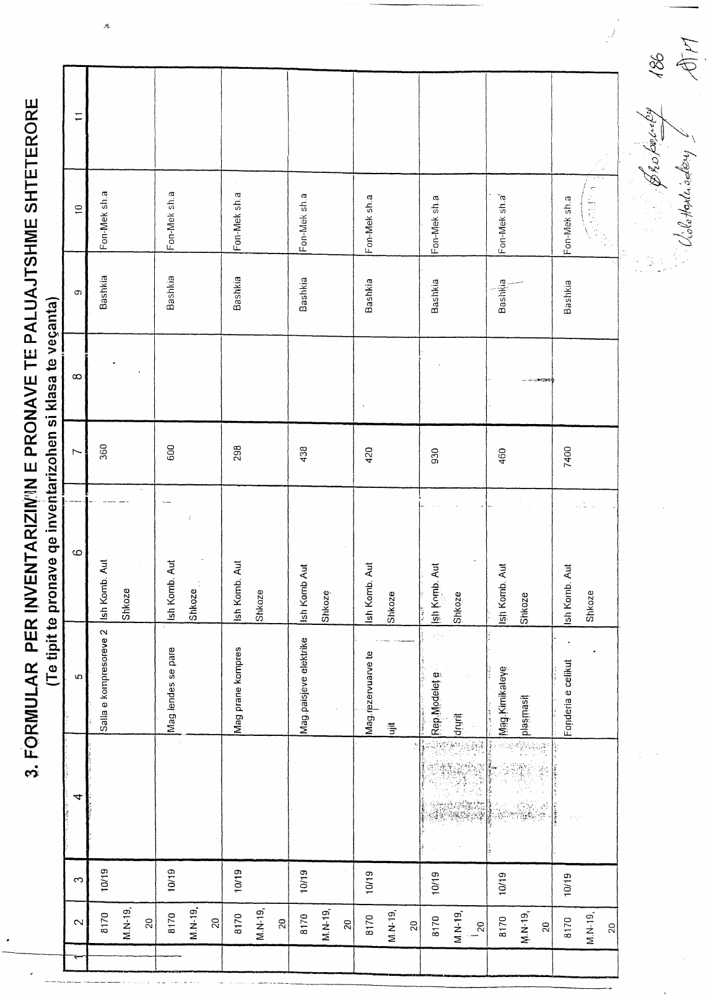 3. FORMULAR PER INVENTARIZIMIN E PRONAVE TE PALUAJTSHME SHTETERORE
(Te tipit te pronave qe inventarizohen si klasa te veçanta)
1 2 3 4 5 6 7 8 9 10 11
8170 10/19 Salla e kompresoreve 2 Ish Komb. Aut 360 Bashkia Fon-Mek sh.a
M.N-19, Shkoze
20
8170 10/19 Mag.lendes se pare Ish Komb. Aut 600 Bashkia Fon-Mek sh.a
M.N-19, Shkoze
20
8170 10/19 Mag prane kompres Ish Komb. Aut 298 Bashkia Fon-Mek sh.a
M.N-19, Shkoze
20
8170 10/19 Mag.paisjeve elektrike Ish Komb Aut 438 Bashkia Fon-Mek sh.a
M.N-19, Shkoze
20
8170 10/19 Mag.rezervuarve te Ish Komb. Aut 420 Bashkia Fon-Mek sh.a
M.N-19, ujit Shkoze
20
8170 10/19 Rep.Modelet e Ish Komb. Aut 930 Bashkia Fon-Mek sh.a
M.N-19, drurit Shkoze
20
8170 10/19 Mag.Kimikateve Ish Komb. Aut 460 Bashkia Fon-Mek sh.a
M.N-19, plasmasit Shkoze
20
8170 10/19 Fonderia e celikut Ish Komb. Aut 7400 Bashkia Fon-Mek sh.a
M.N-19, Shkoze
20
186